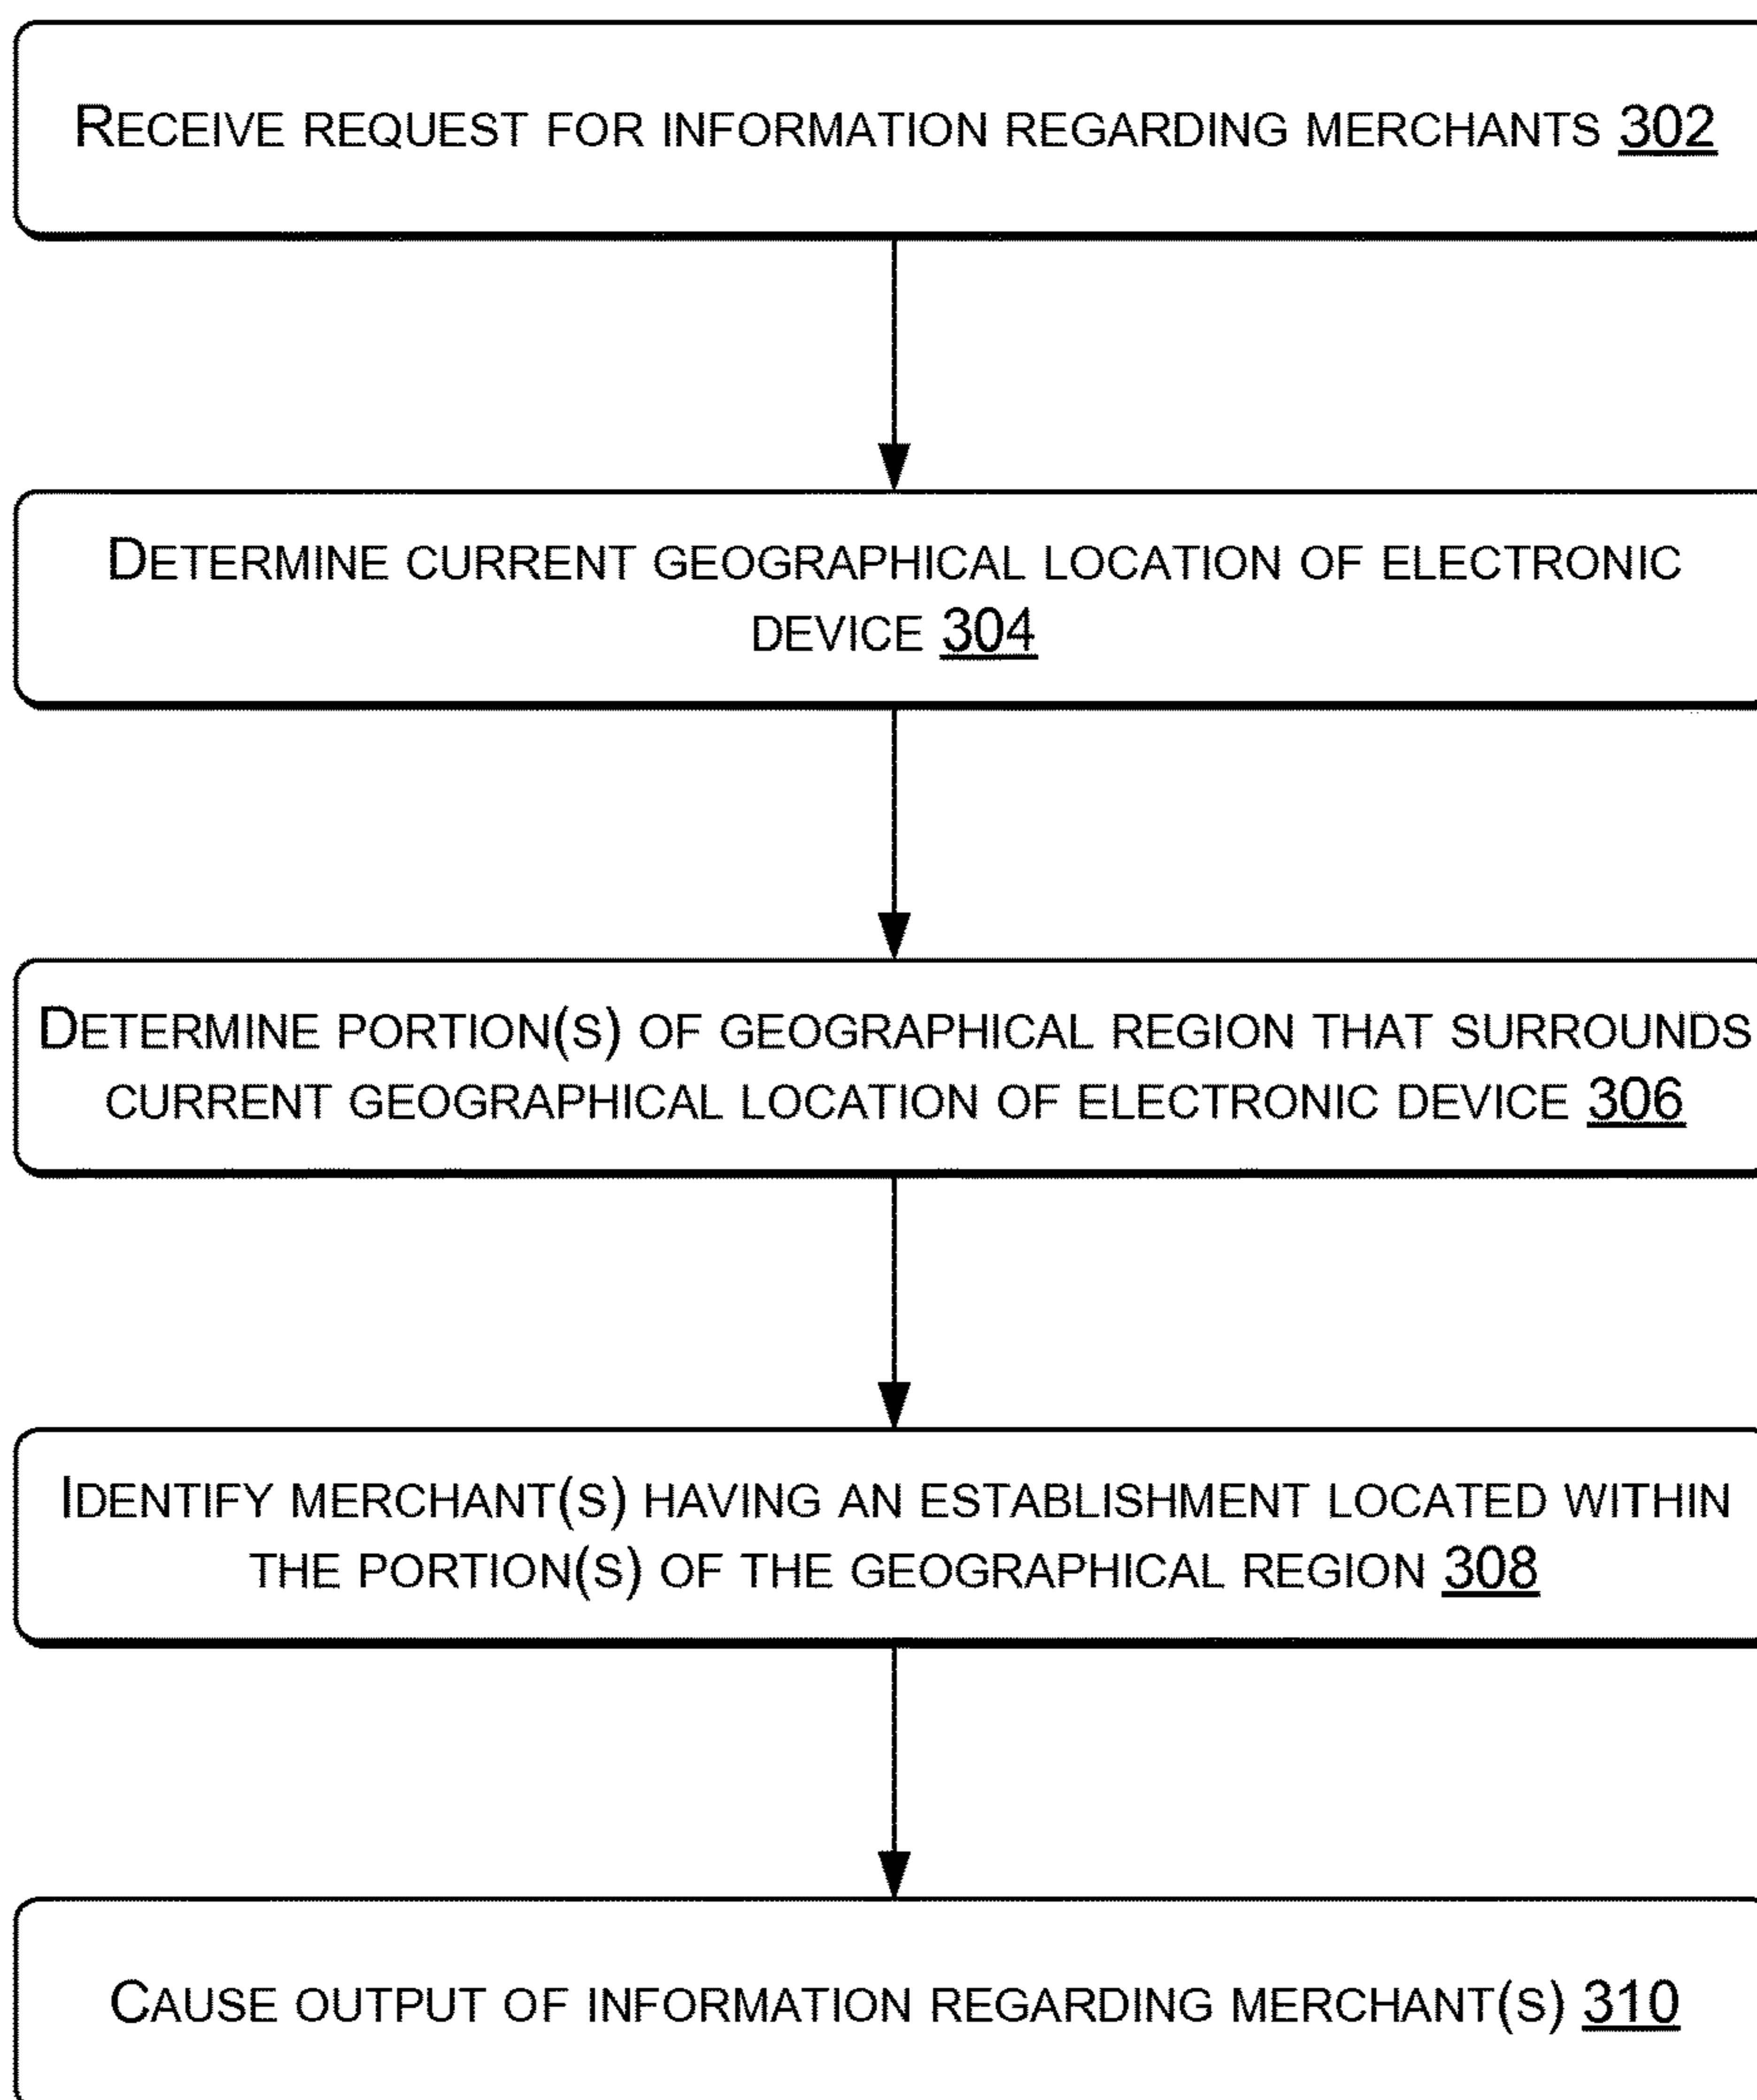 RECEIVE REQUEST FOR INFORMATION REGARDING MERCHANTS 302
DETERMINE CURRENT GEOGRAPHICAL LOCATION OF ELECTRONIC
DEVICE 304
DETERMINE PORTION(S) OF GEOGRAPHICAL REGION THAT SURROUNDS
CURRENT GEOGRAPHICAL LOCATION OF ELECTRONIC DEVICE 306
IDENTIFY MERCHANT(S) HAVING AN ESTABLISHMENT LOCATED WITHIN
THE PORTION(S) OF THE GEOGRAPHICAL REGION 308
CAUSE OUTPUT OF INFORMATION REGARDING MERCHANT(S) 310